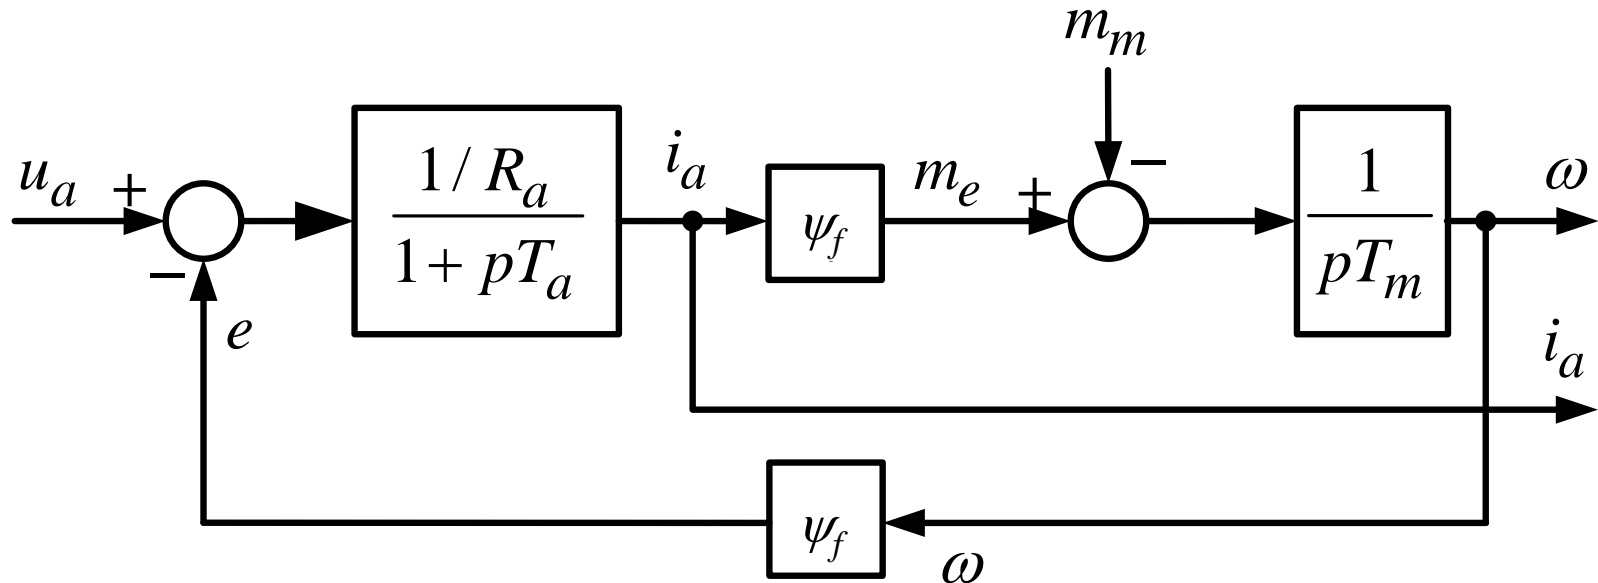 m_m
u_a + 1 / R_a i_a ψ_f m_e + − 1 ω
1 + pT_a pT_m
− e
i_a
ψ_f ω